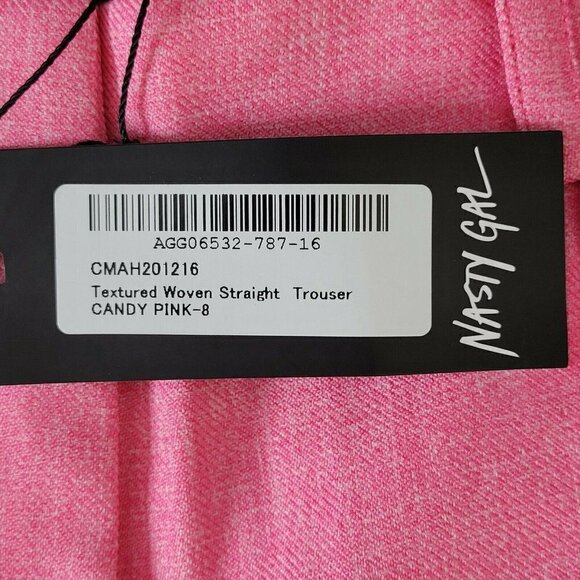 AGG06532-787-16
CMAH201216
Textured Woven Straight Trouser
CANDY PINK-8
NASTY GAL